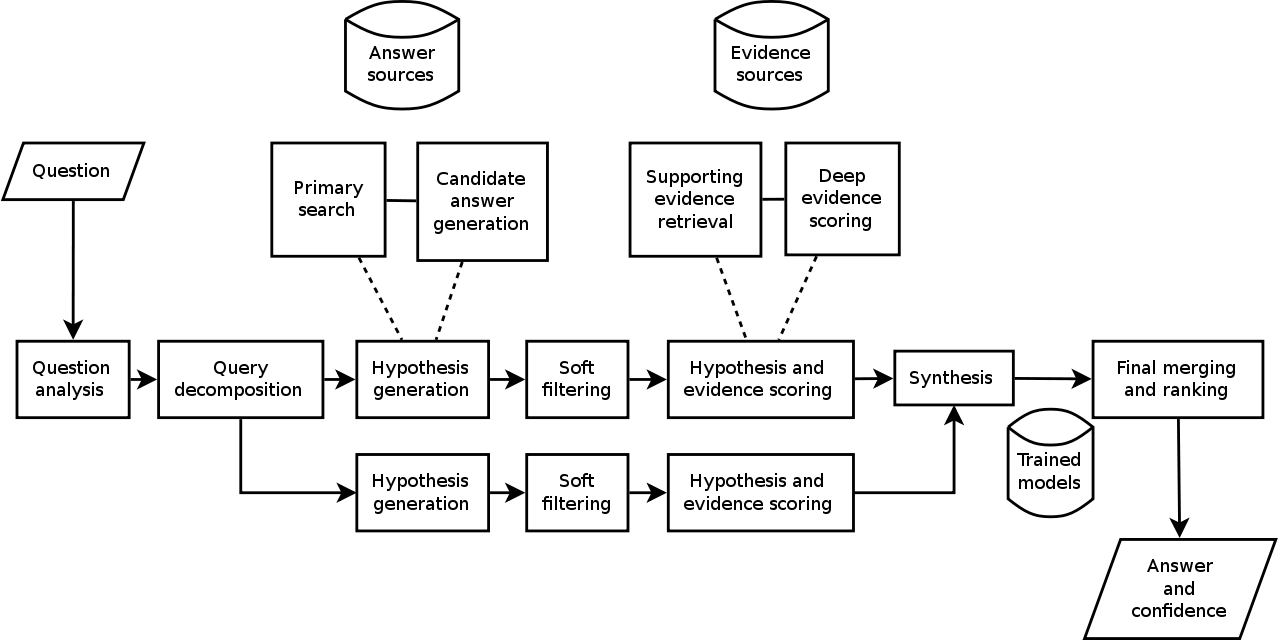 Answer
sources
Evidence
sources
Question
Primary
search
Candidate
answer
generation
Supporting
evidence
retrieval
Deep
evidence
scoring
Question
analysis
Query
decomposition
Hypothesis
generation
Soft
filtering
Hypothesis and
evidence scoring
Synthesis
Final merging
and ranking
Hypothesis
generation
Soft
filtering
Hypothesis and
evidence scoring
Trained
models
Answer
and
confidence